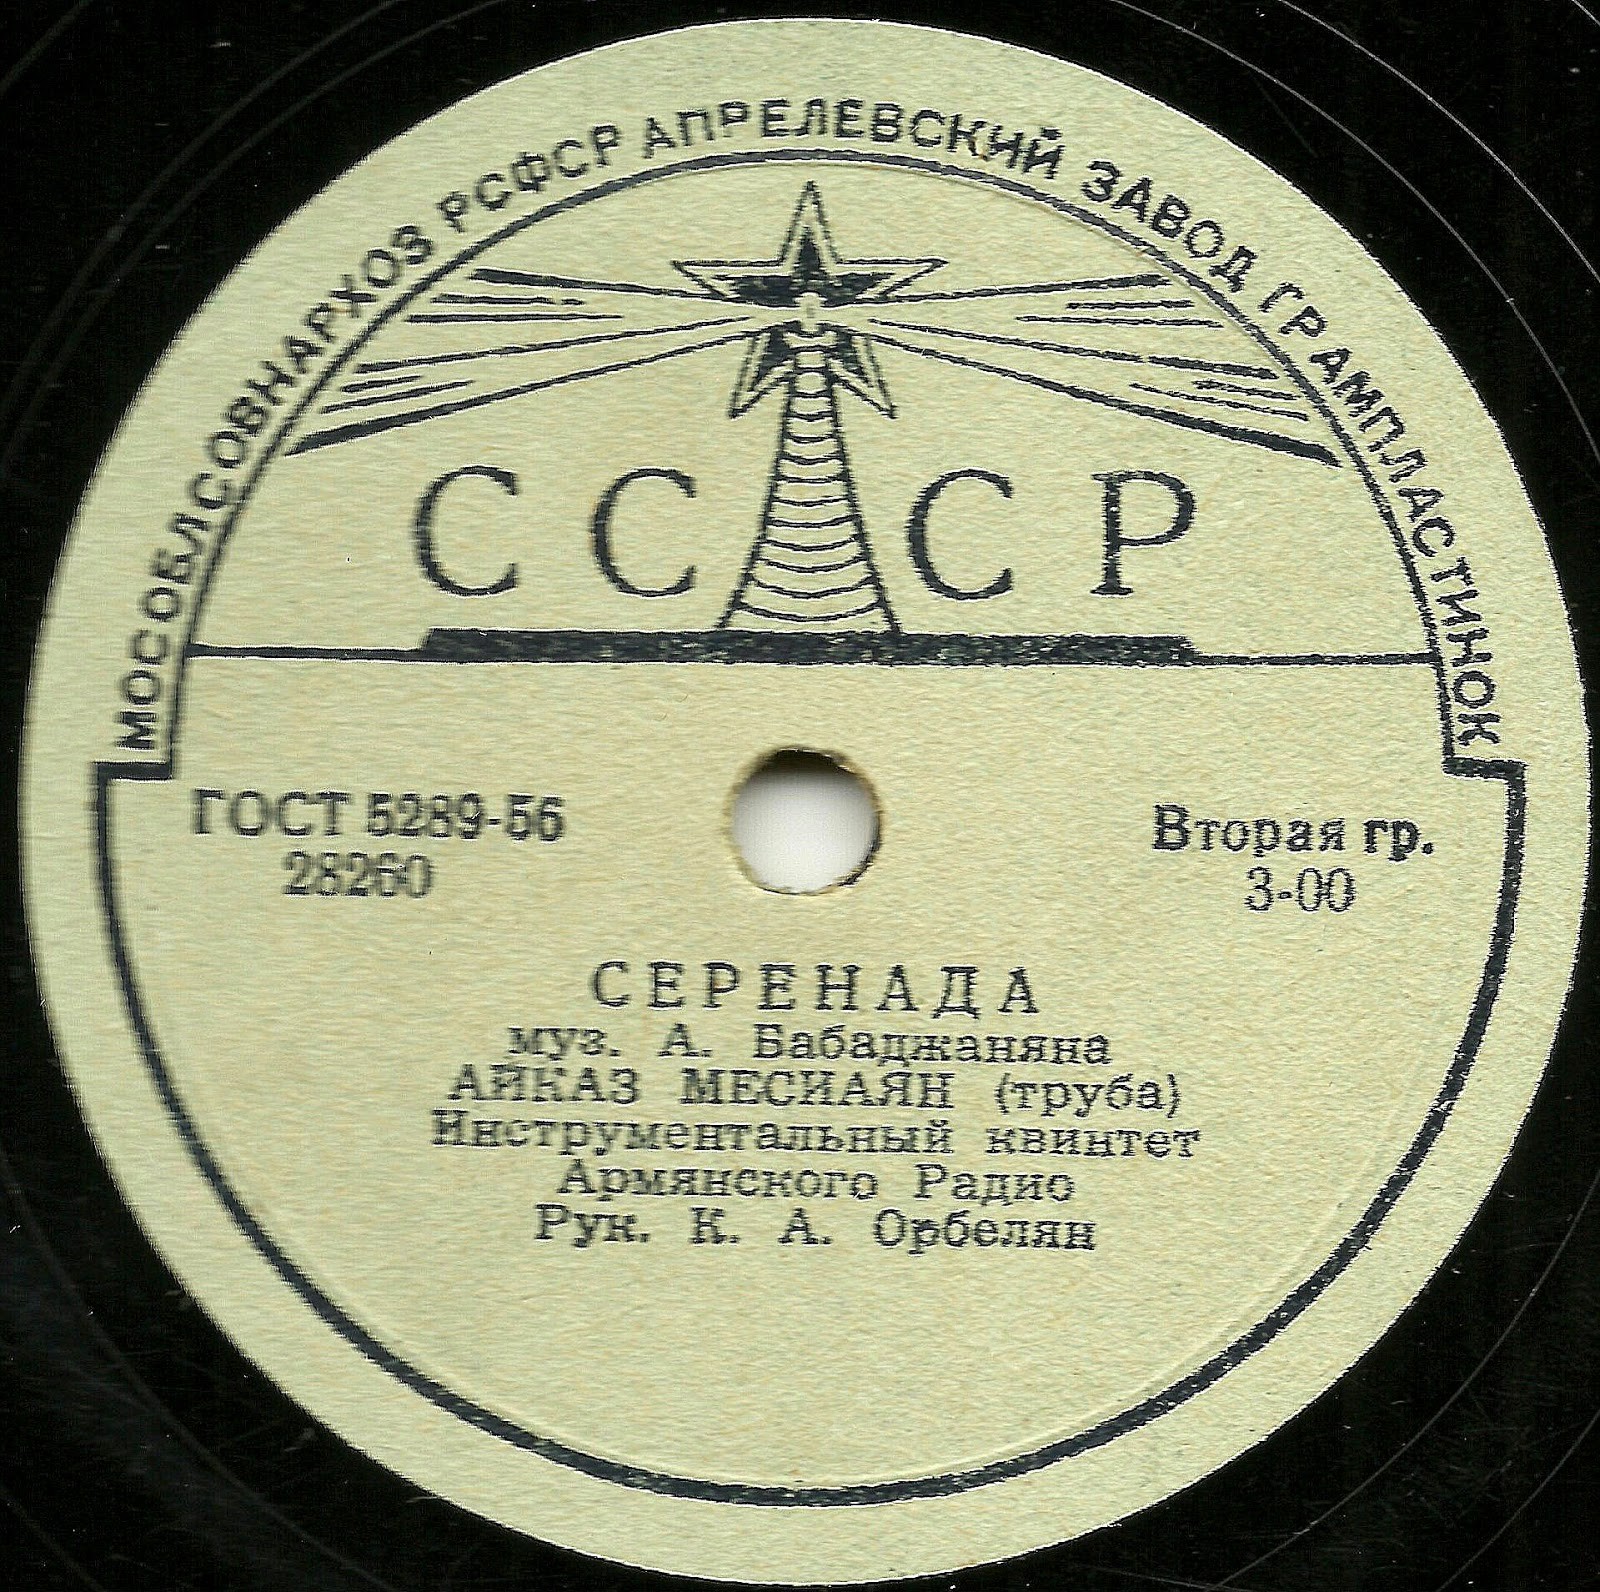 МОСОБЛСОВНАРХОЗ РСФСР АПРЕЛЕВСКИЙ ЗАВОД ГРАМПЛАСТИНОК
СССР
ГОСТ 5289-56
28260
Вторая гр.
3-00
СЕРЕНАДА
муз. А. Бабаджаняна
АЙКАЗ МЕСИАЯН (труба)
Инструментальный квинтет
Армянского Радио
Рук. К. А. Орбелян